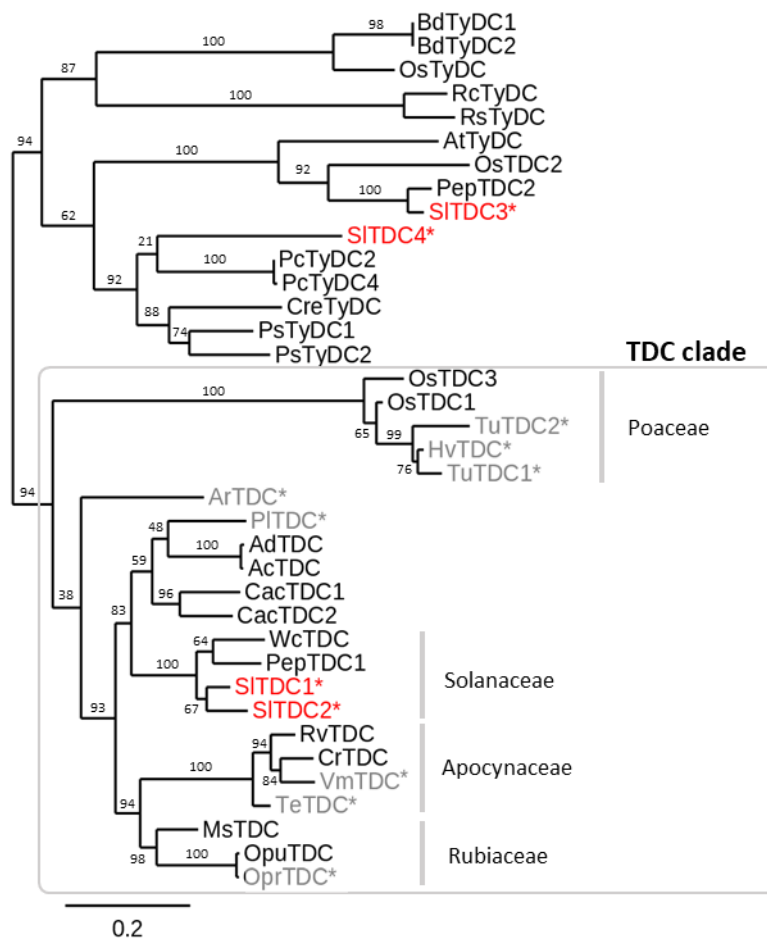 98
BdTyDC1
100
BdTyDC2
OsTyDC
87
RcTyDC
100
RsTyDC
94
AtTyDC
100
OsTDC2
92
PepTDC2
100
SlTDC3*
62
SlTDC4*
21
PcTyDC2
100
PcTyDC4
92
CreTyDC
88
PsTyDC1
74
PsTyDC2
TDC clade
OsTDC3
100
OsTDC1
65
TuTDC2*
99
Poaceae
HvTDC*
76
TuTDC1*
94
ArTDC*
PlTDC*
48
AdTDC
100
AcTDC
59
CacTDC1
96
38
CacTDC2
83
WcTDC
64
PepTDC1
100
SlTDC1*
Solanaceae
67
SlTDC2*
93
RvTDC
94
CrTDC
100
VmTDC*
84
Apocynaceae
TeTDC*
94
MsTDC
98
OpuTDC
100
Rubiaceae
OprTDC*
0.2